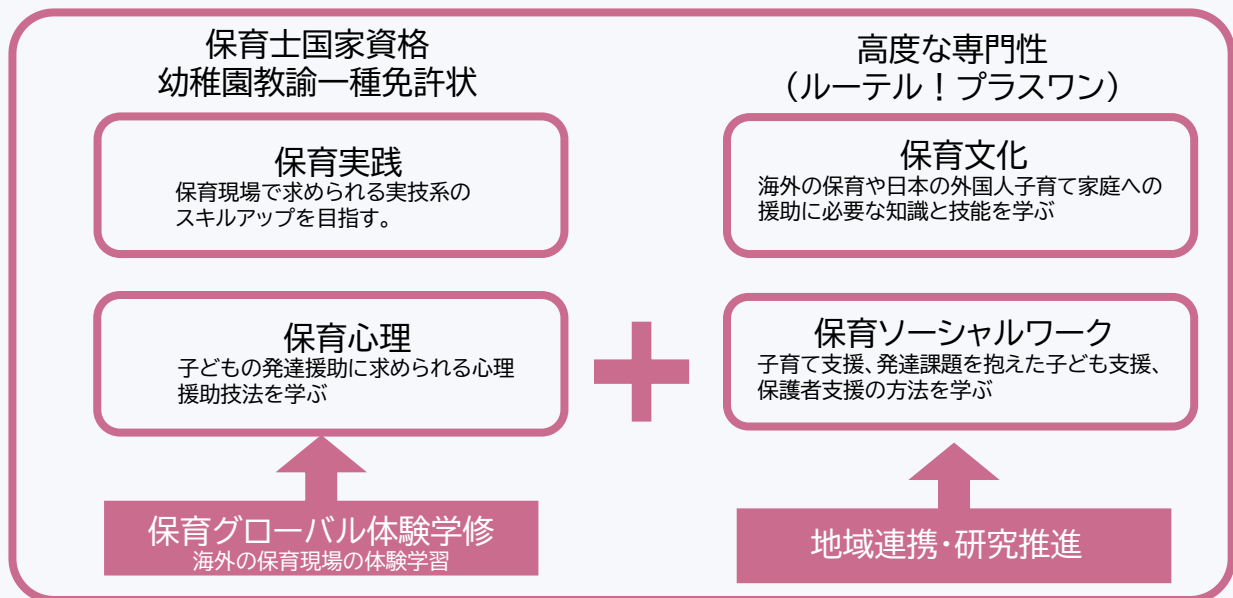 保育士国家資格
幼稚園教諭一種免許状
保育実践
保育現場で求められる実技系の
スキルアップを目指す。
保育心理
子どもの発達援助に求められる心理
援助技法を学ぶ
保育グローバル体験学修
海外の保育現場の体験学習
高度な専門性
（ルーテル！プラスワン）
保育文化
海外の保育や日本の外国人子育て家庭への
援助に必要な知識と技能を学ぶ
保育ソーシャルワーク
子育て支援、発達課題を抱えた子ども支援、
保護者支援の方法を学ぶ
地域連携・研究推進